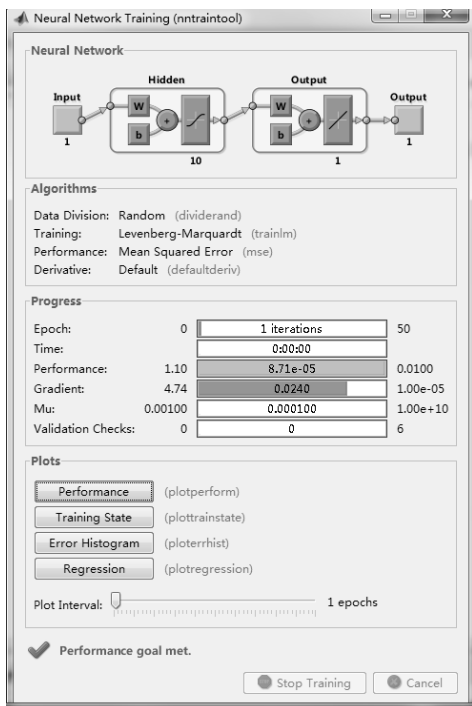 Neural Network Training (nntraintool)
Neural Network
Hidden Output
Input Output
W W
b b
1 10 1 1
Algorithms
Data Division: Random (dividerand)
Training: Levenberg-Marquardt (trainlm)
Performance: Mean Squared Error (mse)
Derivative: Default (defaultderiv)
Progress
Epoch: 0 1 iterations 50
Time: 0:00:00
Performance: 1.10 8.71e-05 0.0100
Gradient: 4.74 0.0240 1.00e-05
Mu: 0.00100 0.000100 1.00e+10
Validation Checks: 0 0 6
Plots
Performance (plotperform)
Training State (plottrainstate)
Error Histogram (ploterrhist)
Regression (plotregression)
Plot Interval: 1 epochs
Performance goal met.
Stop Training Cancel